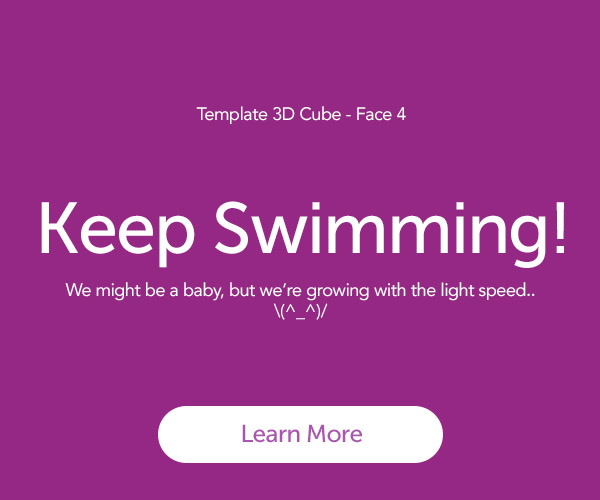 Template 3D Cube - Face 4
Keep Swimming!
We might be a baby, but we’re growing with the light speed..
\(^_^)/
Learn More